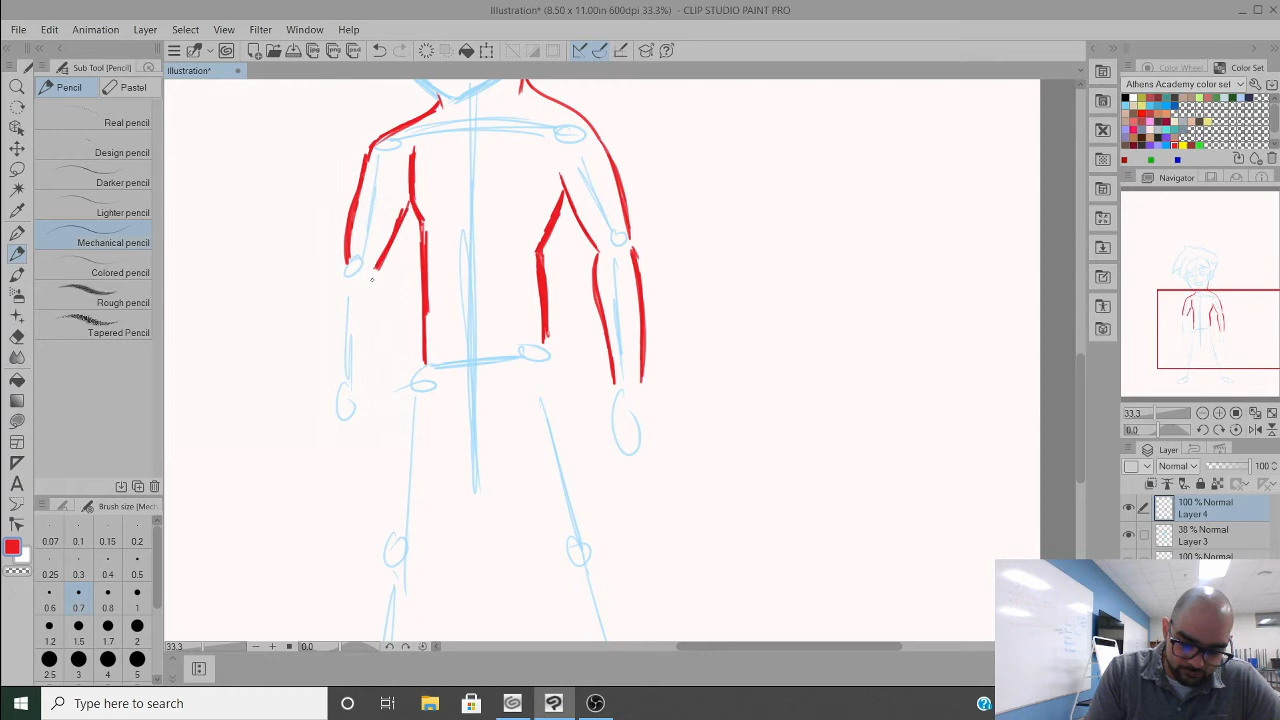 Illustration* (8.50 x 11.00in 600dpi 33.3%) - CLIP STUDIO PAINT PRO
File Edit Animation Layer Select View Filter Window Help
Sub Tool [Pencil]
Illustration*
Color Wheel Color Set
Pencil Pastel
Athens Academy color set
Real pencil
Design pencil
Darker pencil
Lighter pencil
Mechanical pencil
Colored pencil
Rough pencil
Tapered Pencil
Navigator
33.3
0.0
Layer
Normal 100
100 % Normal
Layer 4
38 % Normal
Layer 3
100 % Normal
Brush size [Mech
0.07 0.1 0.15 0.2
0.25 0.3 0.4 0.5
0.6 0.7 0.8 1
1.2 1.5 1.7 2
2.5 3 4 5
33.3 0.0
Type here to search